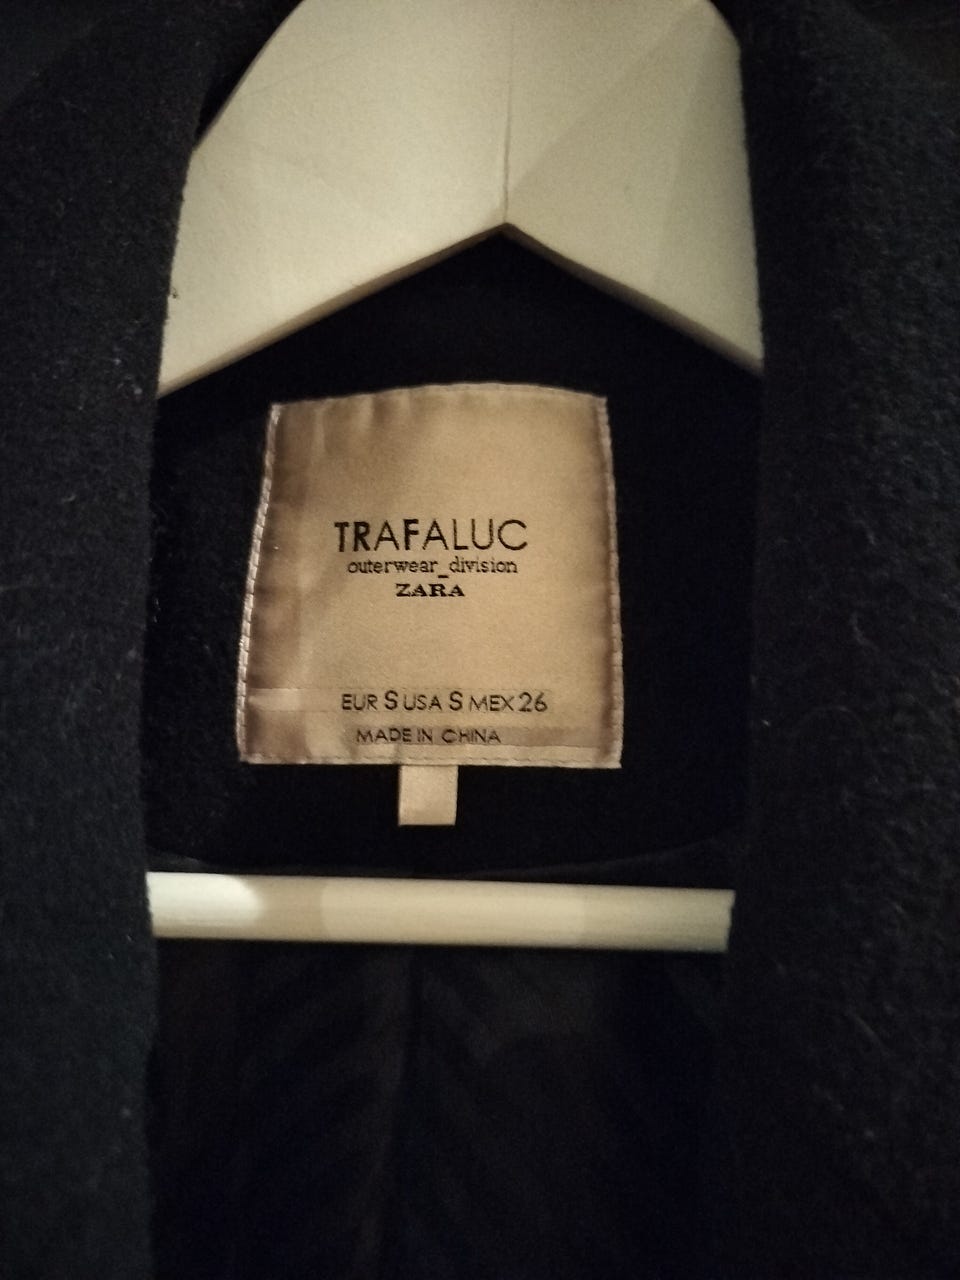 TRAFALUC
outerwear_division
ZARA
EUR S USA S MEX 26
MADE IN CHINA